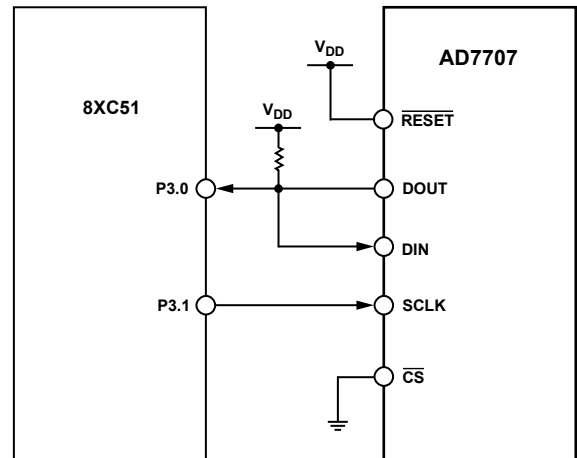 V_DD
AD7707
8XC51
V_DD
RESET
P3.0
DOUT
DIN
P3.1
SCLK
CS